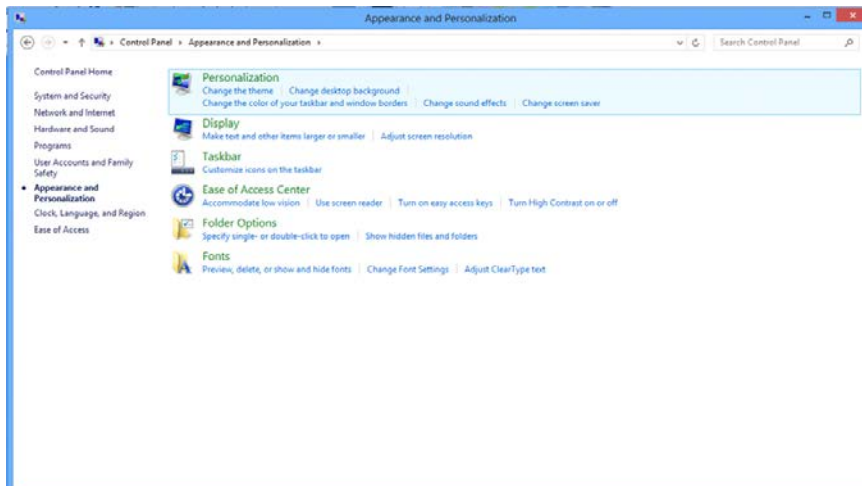 Appearance and Personalization
Control Panel Appearance and Personalization
Search Control Panel
Control Panel Home
System and Security
Network and Internet
Hardware and Sound
Programs
User Accounts and Family
Safety
Appearance and
Personalization
Clock, Language, and Region
Ease of Access
Personalization
Change the theme Change desktop background
Change the color of your taskbar and window borders Change sound effects Change screen saver
Display
Make text and other items larger or smaller Adjust screen resolution
Taskbar
Customize icons on the taskbar
Ease of Access Center
Accommodate low vision Use screen reader Turn on easy access keys Turn High Contrast on or off
Folder Options
Specify single- or double-click to open Show hidden files and folders
Fonts
Preview, delete, or show and hide fonts Change Font Settings Adjust ClearType text